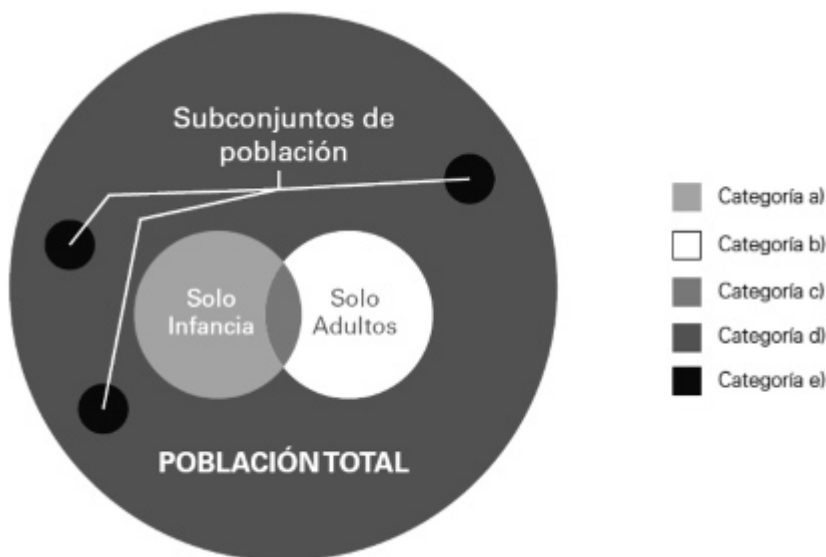 Subconjuntos de
población
Solo
Infancia
Solo
Adultos
POBLACIÓN TOTAL
Categoría a)
Categoría b)
Categoría c)
Categoría d)
Categoría e)